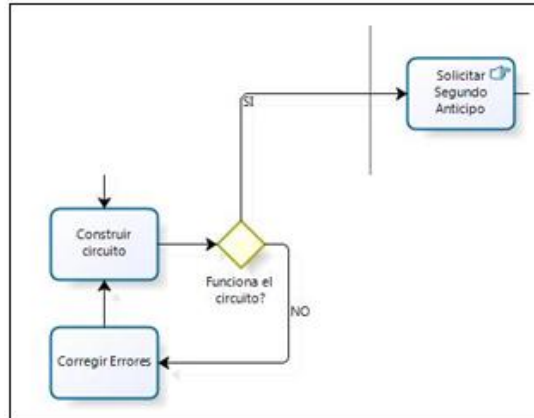 Solicitar
Segundo
Anticipo
SI
Construir
circuito
Funciona el
circuito?
NO
Corregir Errores